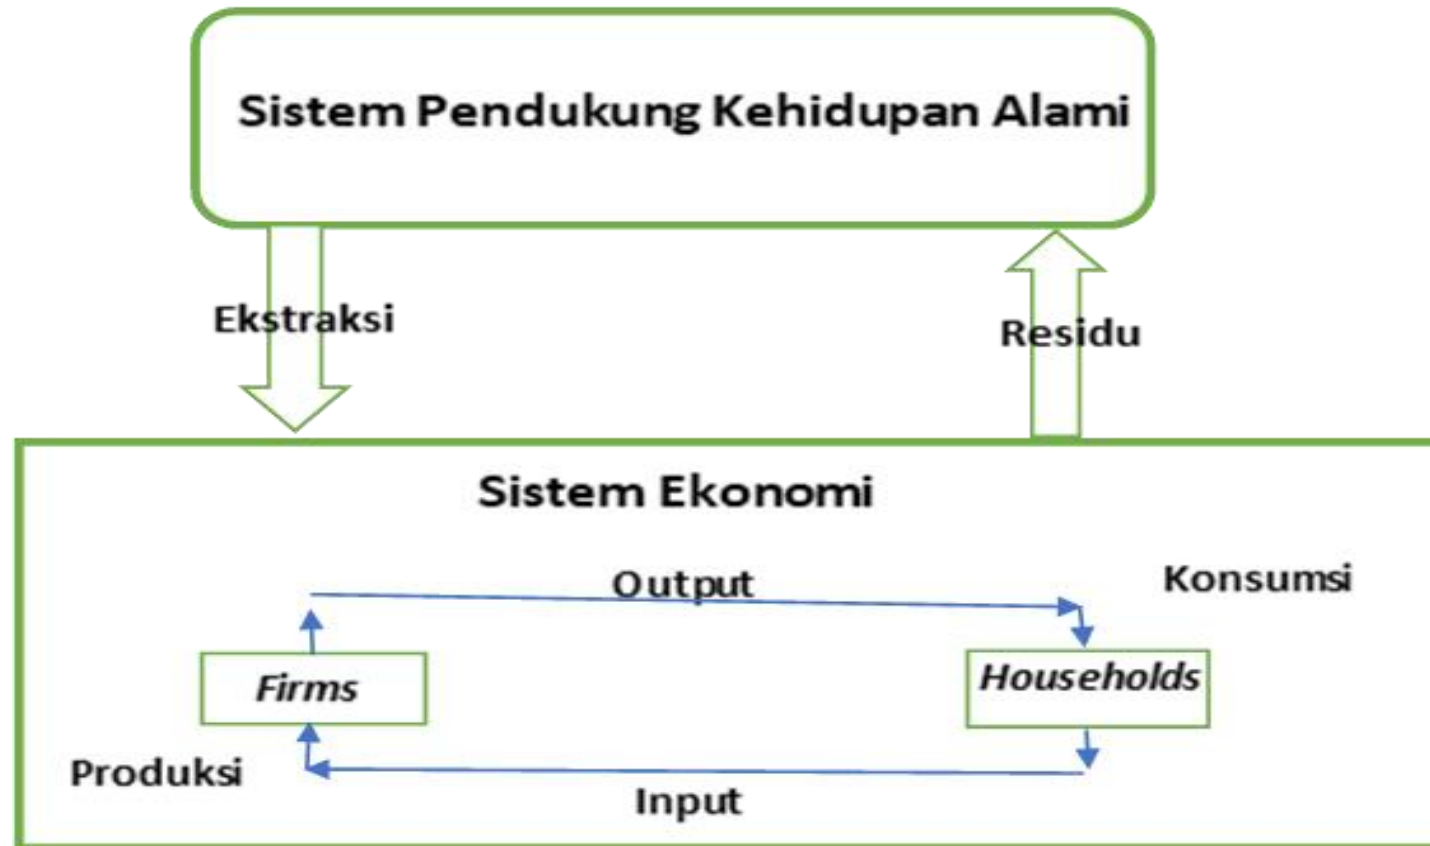 Sistem Pendukung Kehidupan Alami
Ekstraksi
Residu
Sistem Ekonomi
Output
Konsumsi
Firms
Households
Produksi
Input